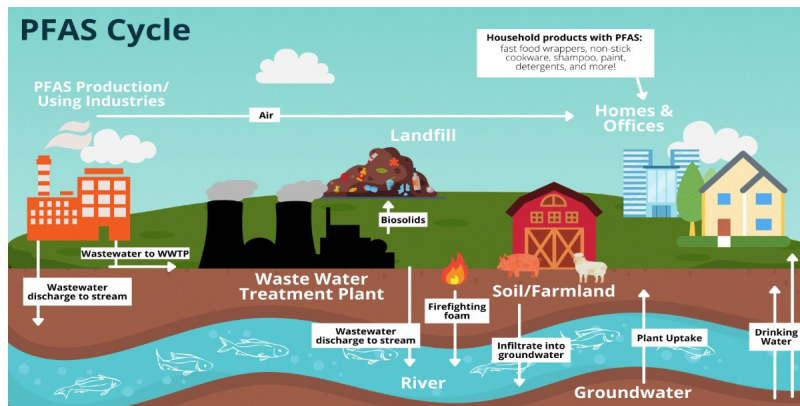 PFAS Cycle
Household products with PFAS:
fast food wrappers, non-stick
cookware, shampoo, paint,
detergents, and more!
PFAS Production/
Using Industries
Air
Homes &
Offices
Landfill
Biosolids
Wastewater to WWTP
Wastewater
discharge to stream
Waste Water
Treatment Plant
Soil/Farmland
Firefighting
foam
Wastewater
discharge to stream
Infiltrate into
groundwater
Plant Uptake
Drinking
Water
River
Groundwater